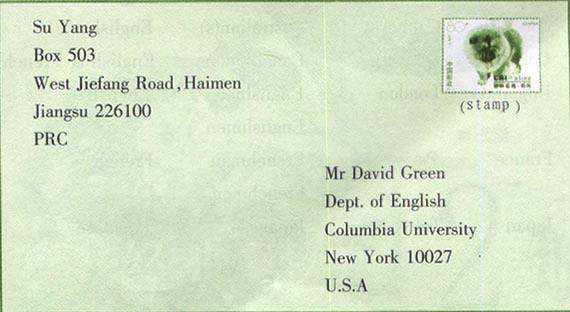 Su Yang
Box 503
West Jiefang Road, Haimen
Jiangsu 226100
PRC
(stamp)
Mr David Green
Dept. of English
Columbia University
New York 10027
U.S.A